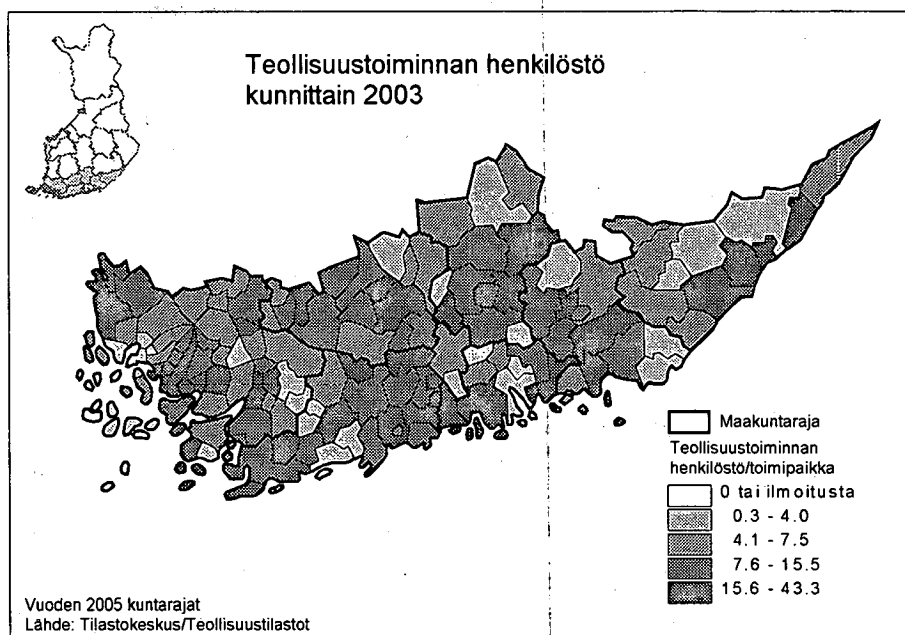 Teollisuustoiminnan henkilöstö
kunnittain 2003
Maakuntaraja
Teollisuustoiminnan
henkilöstö/toimipaikka
0 tai ilmoitusta
0.3 - 4.0
4.1 - 7.5
7.6 - 15.5
15.6 - 43.3
Vuoden 2005 kuntarajat
Lähde: Tilastokeskus/Teollisuustilastot